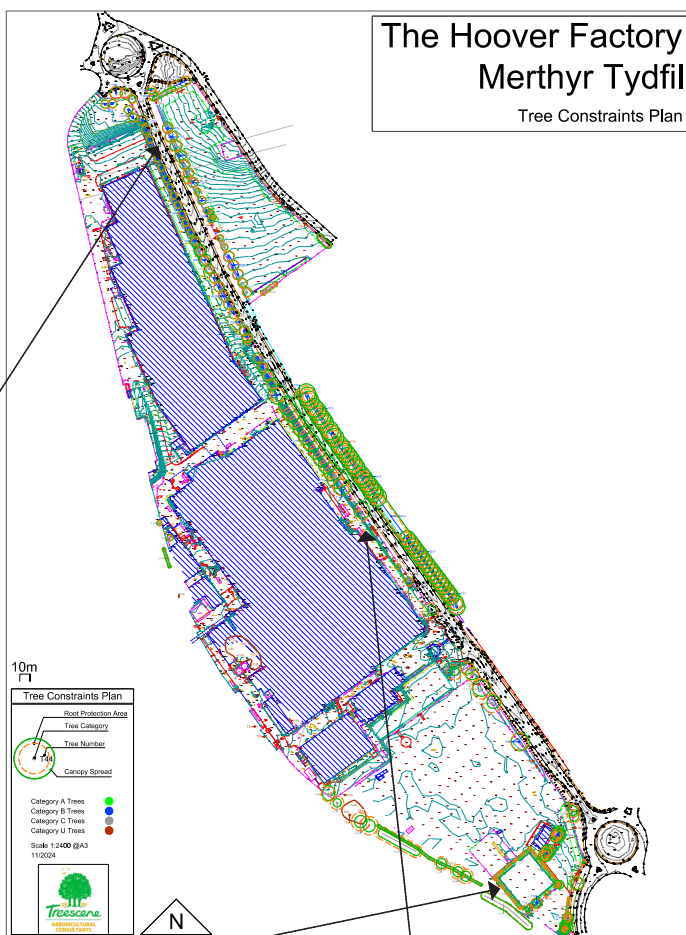 The Hoover Factory
Merthyr Tydfil
Tree Constraints Plan
10m
Tree Constraints Plan
Root Protection Area
Tree Category
Tree Number
T44
Canopy Spread
Category A Trees
Category B Trees
Category C Trees
Category U Trees
Scale 1:2400 @A3
11/2024
Treescene
ARBORICULTURAL
CONSULTANTS
N